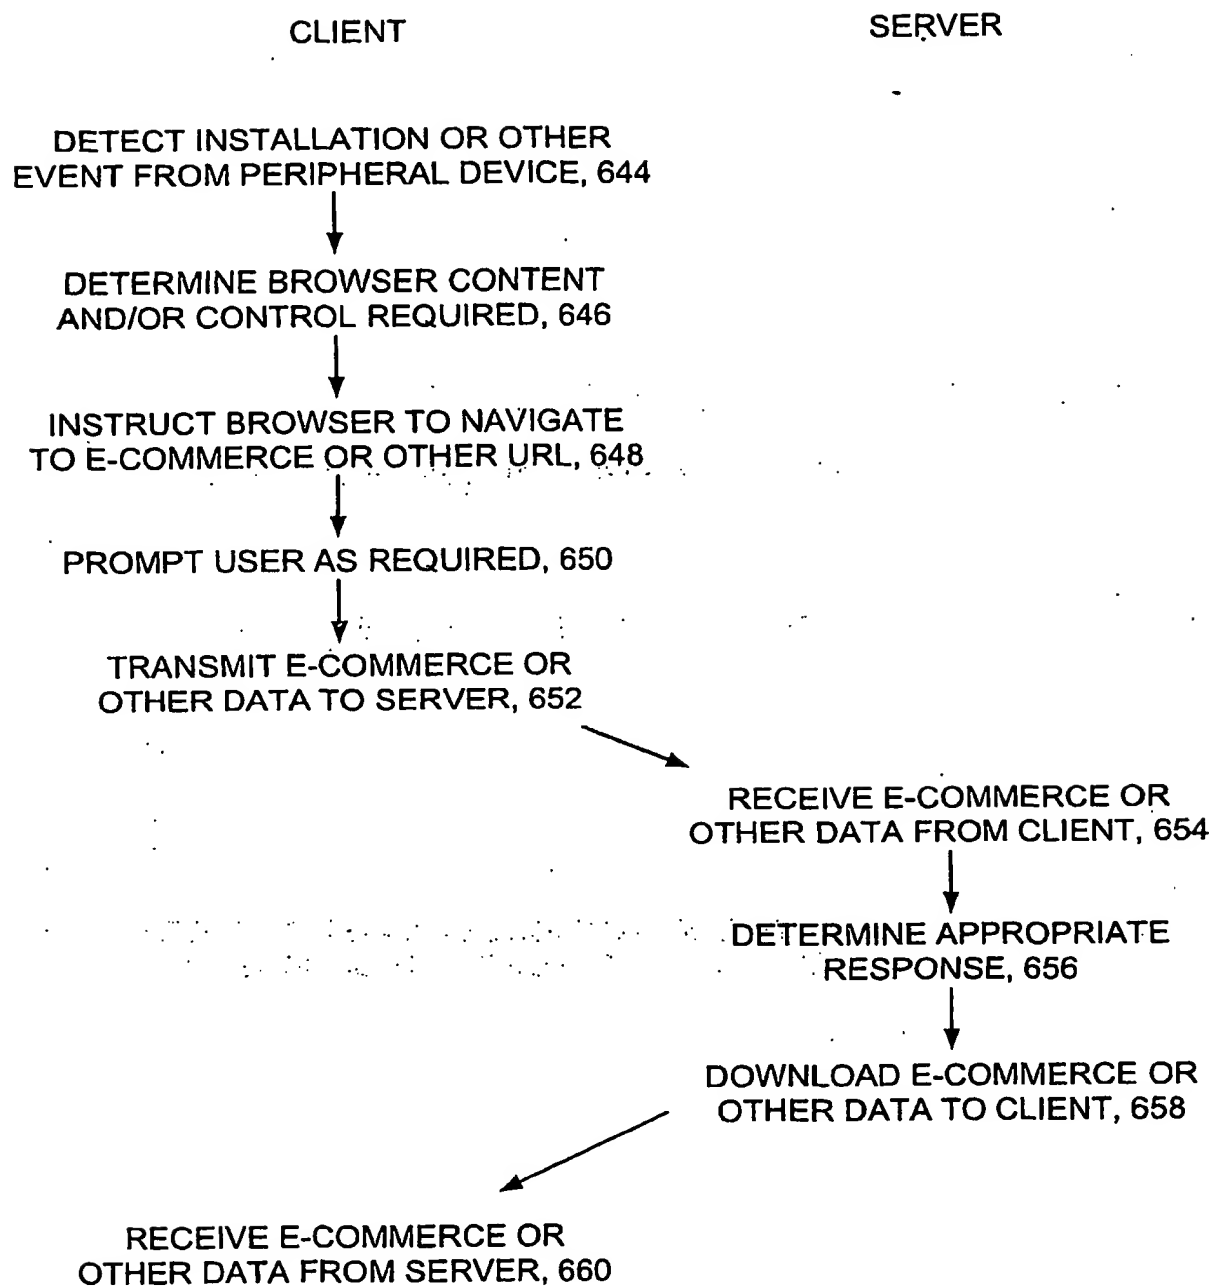 CLIENT
SERVER
DETECT INSTALLATION OR OTHER
EVENT FROM PERIPHERAL DEVICE, 644
DETERMINE BROWSER CONTENT
AND/OR CONTROL REQUIRED, 646
INSTRUCT BROWSER TO NAVIGATE
TO E-COMMERCE OR OTHER URL, 648
PROMPT USER AS REQUIRED, 650
TRANSMIT E-COMMERCE OR
OTHER DATA TO SERVER, 652
RECEIVE E-COMMERCE OR
OTHER DATA FROM CLIENT, 654
DETERMINE APPROPRIATE
RESPONSE, 656
DOWNLOAD E-COMMERCE OR
OTHER DATA TO CLIENT, 658
RECEIVE E-COMMERCE OR
OTHER DATA FROM SERVER, 660